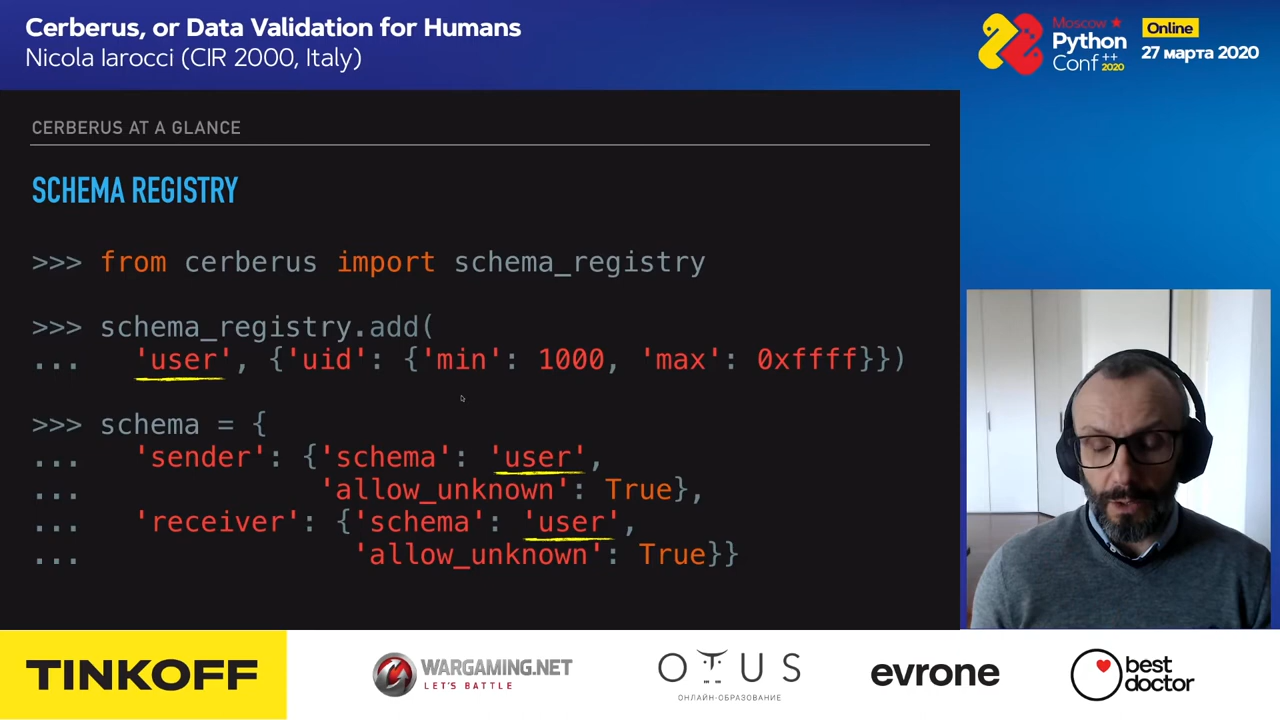 Cerberus, or Data Validation for Humans
Nicola Iarocci (CIR 2000, Italy)
Moscow
Python
Conf++
2020
Online
27 марта 2020
CERBERUS AT A GLANCE
SCHEMA REGISTRY
>>> from cerberus import schema_registry
>>> schema_registry.add(
... 'user', {'uid': {'min': 1000, 'max': 0xffff}})
>>> schema = {
... 'sender': {'schema': 'user',
... 'allow_unknown': True},
... 'receiver': {'schema': 'user',
... 'allow_unknown': True}}
TINKOFF
WARGAMING.NET
LET'S BATTLE
OTUS
ОНЛАЙН-ОБРАЗОВАНИЕ
evrone
best
doctor